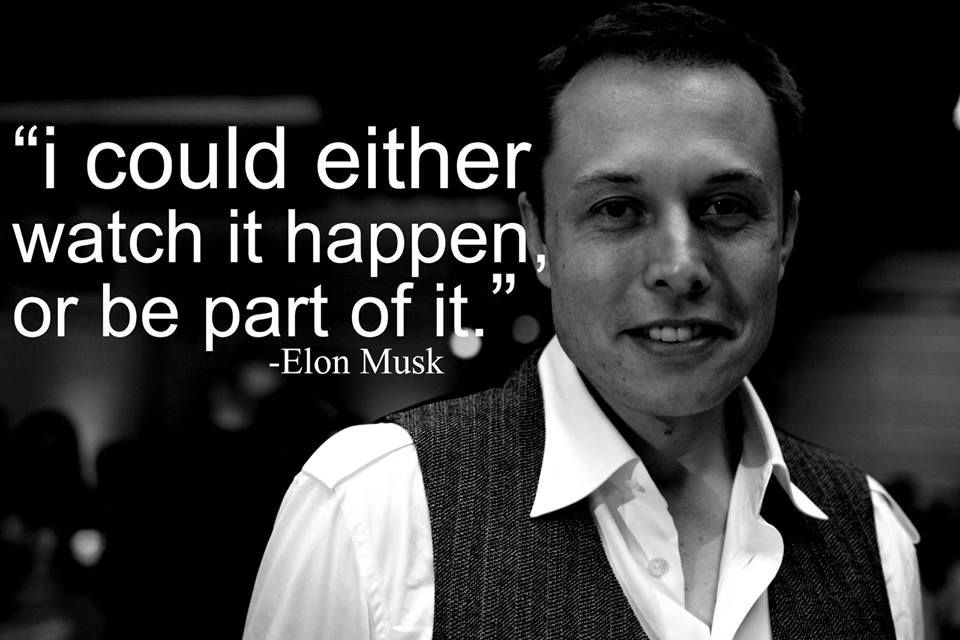 “i could either
watch it happen,
or be part of it.”
-Elon Musk